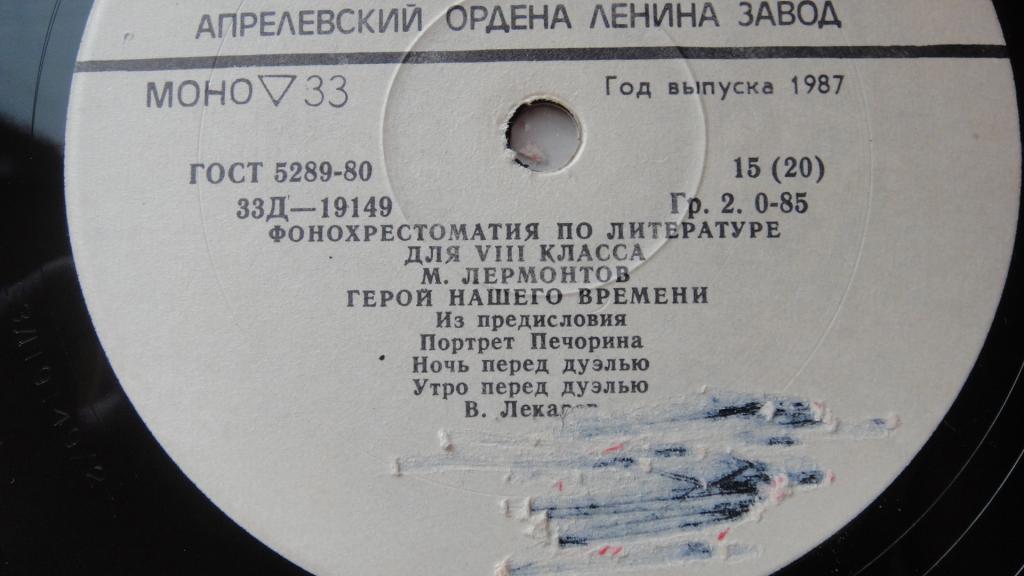 АПРЕЛЕВСКИЙ ОРДЕНА ЛЕНИНА ЗАВОД
МОНО ▽ 33 Год выпуска 1987
ГОСТ 5289-80 15 (20)
33Д—19149 Гр. 2. 0-85
ФОНОХРЕСТОМАТИЯ ПО ЛИТЕРАТУРЕ
ДЛЯ VIII КЛАССА
М. ЛЕРМОНТОВ
ГЕРОЙ НАШЕГО ВРЕМЕНИ
Из предисловия
Портрет Печорина
Ночь перед дуэлью
Утро перед дуэлью
В.